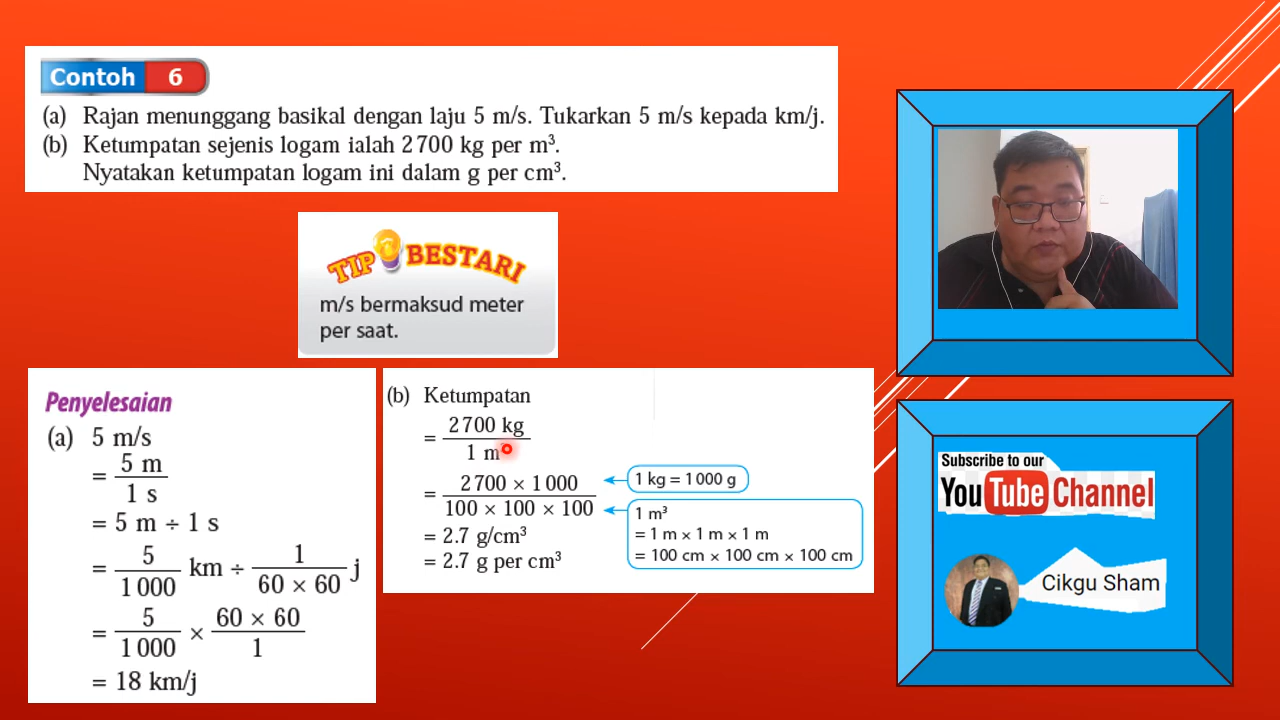 Contoh 6
(a) Rajan menunggang basikal dengan laju 5 m/s. Tukarkan 5 m/s kepada km/j.
(b) Ketumpatan sejenis logam ialah 2 700 kg per m³.
Nyatakan ketumpatan logam ini dalam g per cm³.
TIP BESTARI
m/s bermaksud meter
per saat.
Penyelesaian
(a) 5 m/s
= 5 m / 1 s
= 5 m ÷ 1 s
= 5 / 1 000 km ÷ 1 / 60 × 60 j
= 5 / 1 000 × 60 × 60 / 1
= 18 km/j
(b) Ketumpatan
= 2 700 kg / 1 m
= 2 700 × 1 000 / 100 × 100 × 100
1 kg = 1 000 g
1 m³
= 1 m × 1 m × 1 m
= 100 cm × 100 cm × 100 cm
= 2.7 g/cm³
= 2.7 g per cm³
Subscribe to our
YouTube Channel
Cikgu Sham